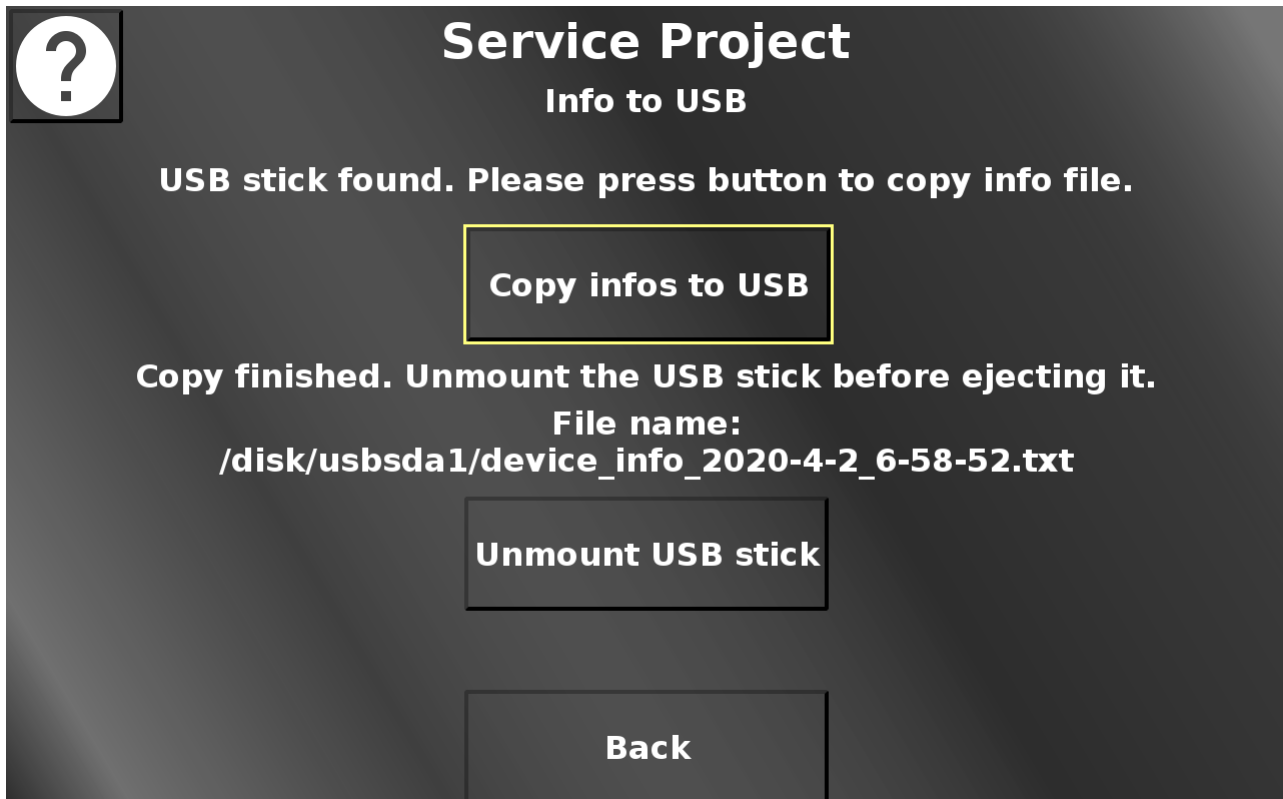 ?
Service Project
Info to USB
USB stick found. Please press button to copy info file.
Copy infos to USB
Copy finished. Unmount the USB stick before ejecting it.
File name:
/disk/usbsda1/device_info_2020-4-2_6-58-52.txt
Unmount USB stick
Back